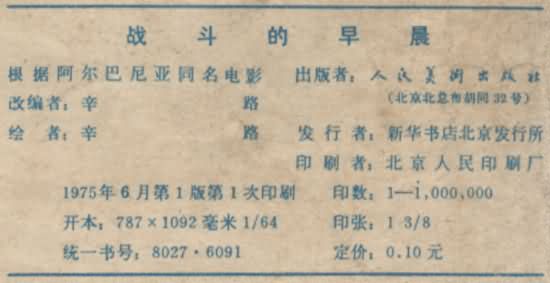 战斗的早晨
根据阿尔巴尼亚同名电影 出版者：人民美术出版社
改编者：辛 路 （北京北总布胡同32号）
绘 者：辛 路 发 行 者：新华书店北京发行所
印 刷 者：北京人民印刷厂
1975年6月第1版第1次印刷 印数：1—1,000,000
开本：787×1092毫米1/64 印张：1 3/8
统一书号：8027·6091 定价：0.10元